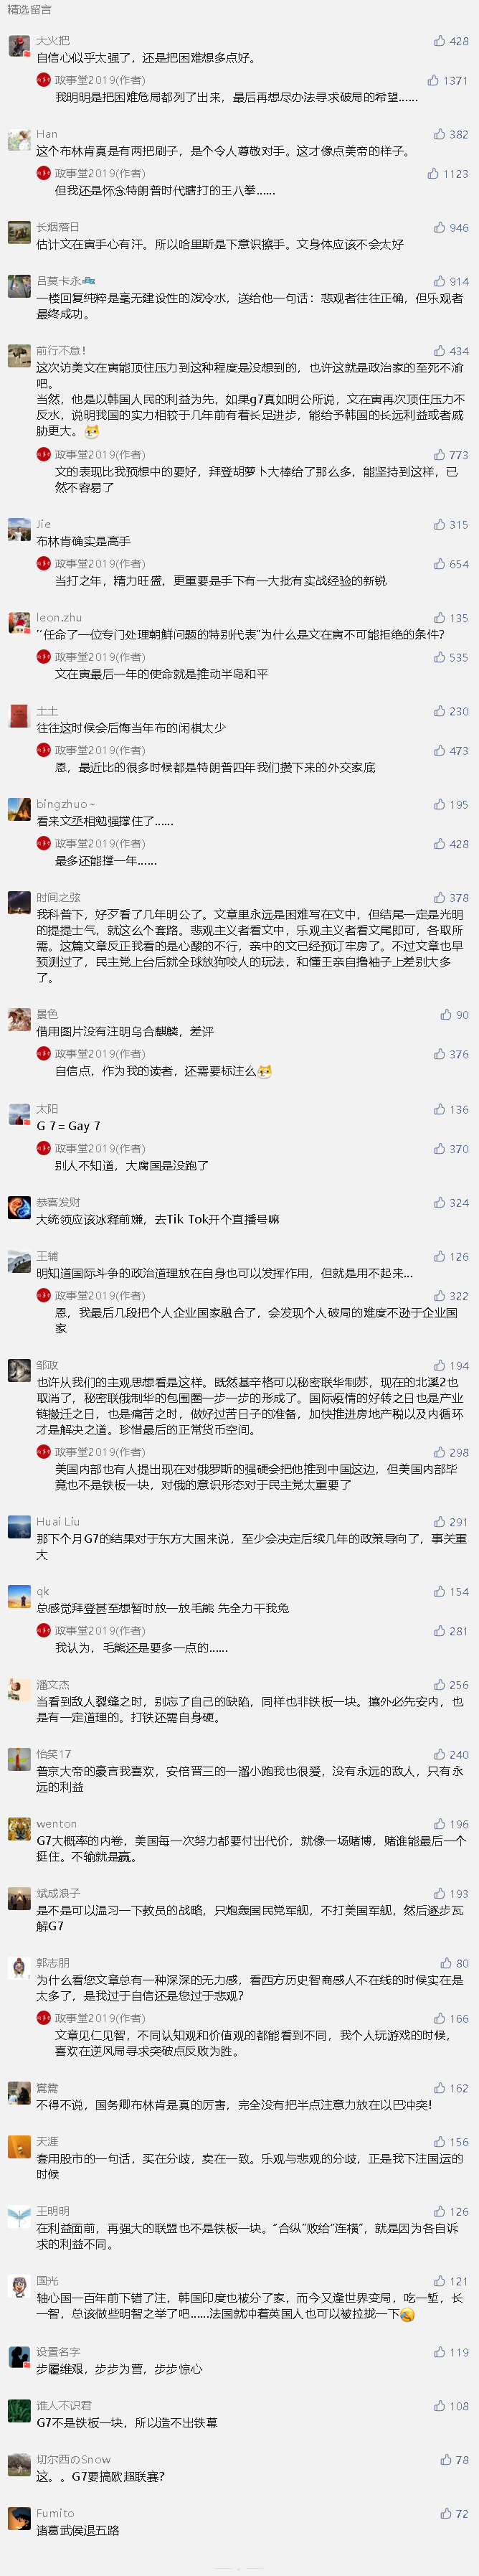 精选留言
大火把
428
自信心似乎太强了，还是把困难想多点好。
政事堂2019(作者)
1371
我明明是把困难危局都列了出来，最后再想尽办法寻求破局的希望......
Han
382
这个布林肯真是有两把刷子，是个令人尊敬对手。这才像点美帝的样子。
政事堂2019(作者)
1123
但我还是怀念特朗普时代瞎打的王八拳......
长烟落日
946
估计文在寅手心有汗。所以哈里斯是下意识擦手。文身体应该不会太好
吕莫卡永
914
一楼回复纯粹是毫无建设性的泼冷水，送给他一句话：悲观者往往正确，但乐观者
最终成功。
前行不怠！
434
这次访美文在寅能顶住压力到这种程度是没想到的，也许这就是政治家的至死不渝
吧。
当然，他是以韩国人民的利益为先，如果g7真如明公所说，文在寅再次顶住压力不
反水，说明我国的实力相较于几年前有着长足进步，能给予韩国的长远利益或者威
胁更大。
政事堂2019(作者)
773
文的表现比我预想中的要好，拜登胡萝卜大棒给了那么多，能坚持到这样，已
然不容易了
Jie
315
布林肯确实是高手
政事堂2019(作者)
654
当打之年，精力旺盛，更重要是手下有一大批有实战经验的新锐
leon.zhu
135
“任命了一位专门处理朝鲜问题的特别代表”为什么是文在寅不可能拒绝的条件？
政事堂2019(作者)
535
文在寅最后一年的使命就是推动半岛和平
土土
230
往往这时候会后悔当年布的闲棋太少
政事堂2019(作者)
473
恩，最近比的很多时候都是特朗普四年我们攒下来的外交家底
bingzhuo~
195
看来文丞相勉强撑住了......
政事堂2019(作者)
428
最多还能撑一年......
时间之弦
378
我科普下，好歹看了几年明公了。文章里永远是困难写在文中，但结尾一定是光明
的提提士气，就这么个套路。悲观主义者看文中，乐观主义者看文尾即可，各取所
需。这篇文章反正我看的是心酸的不行，亲中的文已经预订牢房了。不过文章也早
预测过了，民主党上台后就全球放狗咬人的玩法，和懂王亲自撸袖子上差别大多
了。
景色
90
借用图片没有注明乌合麒麟，差评
政事堂2019(作者)
376
自信点，作为我的读者，还需要标注么
太阳
136
G 7 = Gay 7
政事堂2019(作者)
370
别人不知道，大腐国是没跑了
恭喜发财
324
大统领应该冰释前嫌，去Tik Tok开个直播号嘛
王辅
126
明知道国际斗争的政治道理放在自身也可以发挥作用，但就是用不起来...
政事堂2019(作者)
322
恩，我最后几段把个人企业国家融合了，会发现个人破局的难度不逊于企业国
家
邹政
194
也许从我们的主观思想看是这样。既然基辛格可以秘密联华制苏，现在的北溪2也
取消了，秘密联俄制华的包围圈一步一步的形成了。国际疫情的好转之日也是产业
链搬迁之日，也是痛苦之时，做好过苦日子的准备，加快推进房地产税以及内循环
才是解决之道。珍惜最后的正常货币空间。
政事堂2019(作者)
298
美国内部也有人提出现在对俄罗斯的强硬会把他推到中国这边，但美国内部毕
竟也不是铁板一块，对俄的意识形态对于民主党太重要了
Huai Liu
291
那下个月G7的结果对于东方大国来说，至少会决定后续几年的政策导向了，事关重
大
qk
154
总感觉拜登甚至想暂时放一放毛熊 先全力干我兔
政事堂2019(作者)
281
我认为，毛熊还是要多一点的......
潘文杰
256
当看到敌人裂缝之时，别忘了自己的缺陷，同样也非铁板一块。攘外必先安内，也
是有一定道理的。打铁还需自身硬。
怡笑17
240
普京大帝的豪言我喜欢，安倍晋三的一遛小跑我也很爱，没有永远的敌人，只有永
远的利益
wenton
196
G7大概率的内卷，美国每一次努力都要付出代价，就像一场赌博，赌谁能最后一个
挺住。不输就是赢。
斌成浪子
193
是不是可以温习一下教员的战略，只炮轰国民党军舰，不打美国军舰，然后逐步瓦
解G7
郭志朋
80
为什么看您文章总有一种深深的无力感，看西方历史智商感人不在线的时候实在是
太多了，是我过于自信还是您过于悲观？
政事堂2019(作者)
166
文章见仁见智，不同认知观和价值观的都能看到不同，我个人玩游戏的时候，
喜欢在逆风局寻求突破点反败为胜。
162
不得不说，国务卿布林肯是真的厉害，完全没有把半点注意力放在以巴冲突！
天涯
156
套用股市的一句话，买在分歧，卖在一致。乐观与悲观的分歧，正是我下注国运的
时候
王明明
126
在利益面前，再强大的联盟也不是铁板一块。“合纵”败给“连横”，就是因为各自诉
求的利益不同。
国光
121
轴心国一百年前下错了注，韩国印度也被分了家，而今又逢世界变局，吃一堑，长
一智，总该做些明智之举了吧......法国就冲着英国人也可以被拉拢一下
设置名字
119
步履维艰，步步为营，步步惊心
谁人不识君
108
G7不是铁板一块，所以造不出铁幕
切尔西のSnow
78
这。。G7要搞欧超联赛？
Fumito
72
诸葛武侯退五路